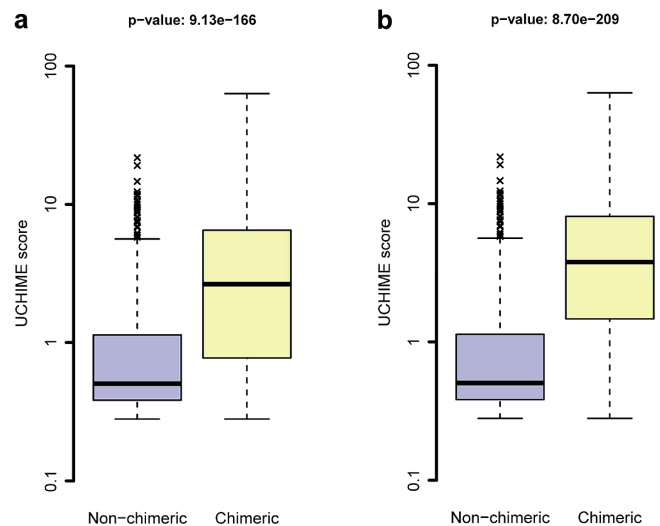 a
p−value: 9.13e−166
UCHIME score
100
10
1
0.1
Non−chimeric
Chimeric
b
p−value: 8.70e−209
UCHIME score
100
10
1
0.1
Non−chimeric
Chimeric